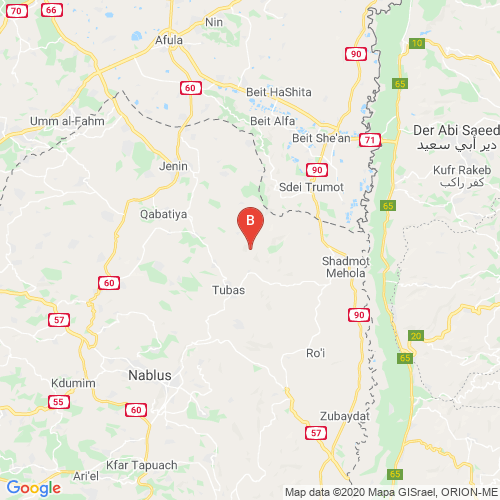 70
66
Nin
Afula
10
90
60
65
Beit HaShita
Umm al-Fahm
Beit Alfa
Beit She'an
71
Der Abi Saeed
دير أبي سعيد
Jenin
90
Kufr Rakeb
كفر راكب
Sdei Trumot
65
Qabatiya
B
Shadmot
Mehola
60
Tubas
57
90
20
Ro'i
65
Nablus
Kdumim
55
60
Zubaydat
57
Kfar Tapuach
Ari'el
65
Google
Map data ©2020 Mapa GISrael, ORION-ME